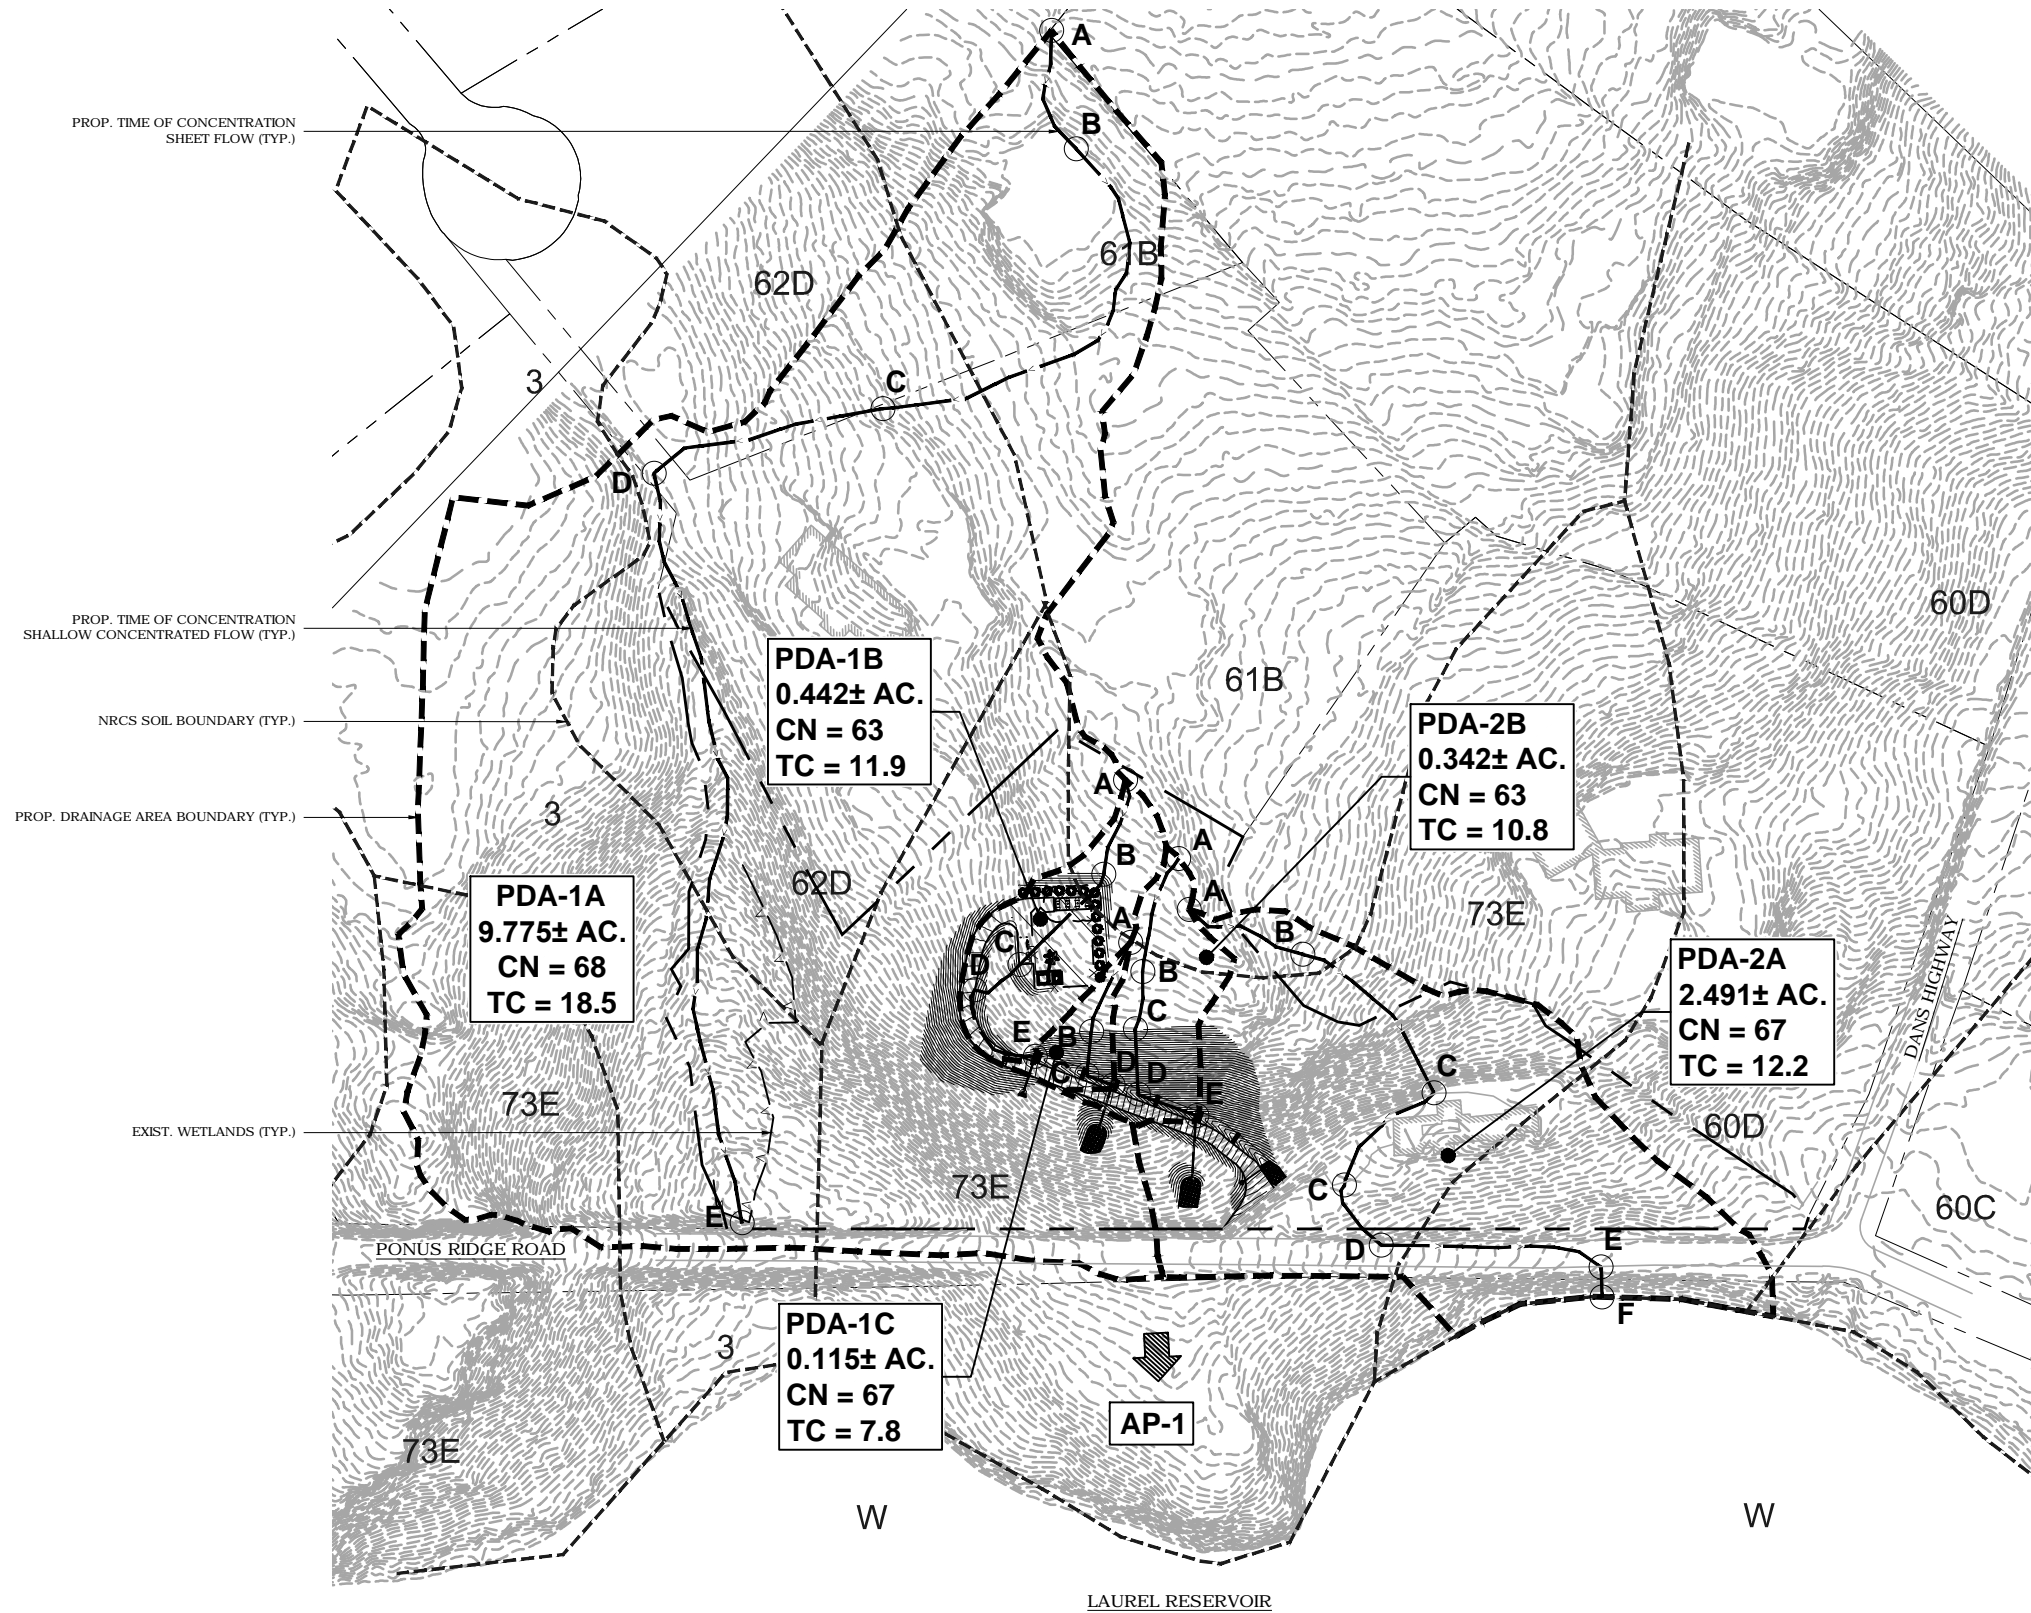 A
PROP. TIME OF CONCENTRATION
SHEET FLOW (TYP.)
B
61B
62D
3
C
D
60D
PROP. TIME OF CONCENTRATION
SHALLOW CONCENTRATED FLOW (TYP.)
PDA-1B
0.442± AC.
CN = 63
TC = 11.9
61B
PDA-2B
0.342± AC.
CN = 63
TC = 10.8
NRCS SOIL BOUNDARY (TYP.)
A
PROP. DRAINAGE AREA BOUNDARY (TYP.)
3
A
B
62D
A
PDA-1A
9.775± AC.
CN = 68
TC = 18.5
73E
A
B
C
D
B
DANS HIGHWAY
PDA-2A
2.491± AC.
CN = 67
TC = 12.2
C
E
B
C
D
D
C
E
73E
EXIST. WETLANDS (TYP.)
60D
73E
C
60C
E
PONUS RIDGE ROAD
D
E
F
PDA-1C
0.115± AC.
CN = 67
TC = 7.8
3
AP-1
73E
W
W
LAUREL RESERVOIR